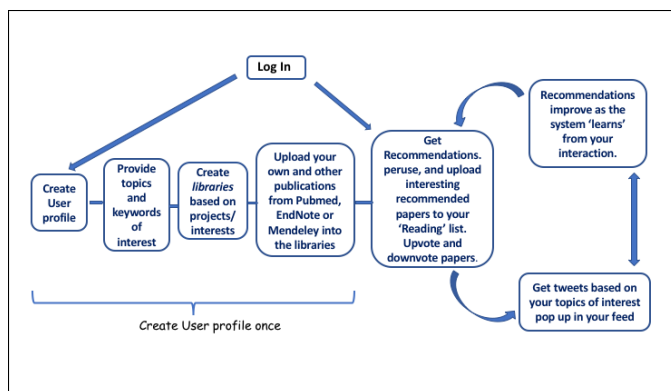 Log In
Create
User
profile
Provide
topics
and
keywords
of
interest
Create
libraries
based on
projects/
interests
Upload your
own and other
publications
from Pubmed,
EndNote or
Mendeley into
the libraries
Get
Recommendations.
peruse, and upload
interesting
recommended
papers to your
'Reading' list.
Upvote and
downvote papers.
Recommendations
improve as the
system 'learns'
from your
interaction.
Get tweets based on
your topics of interest
pop up in your feed
Create User profile once